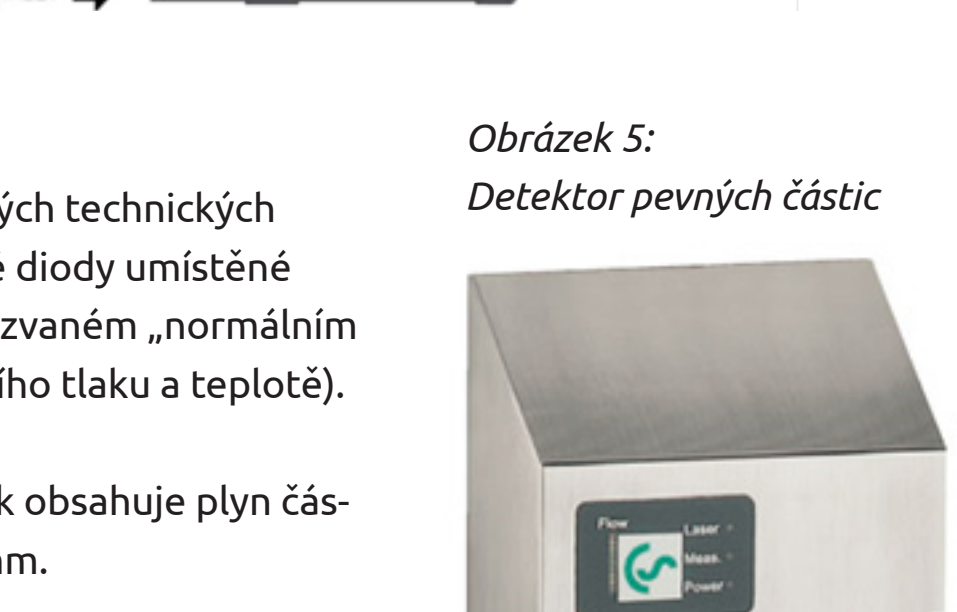 Obrázek 5:
Detektor pevných částic
ých technických
diody umístěné
zvaném „normálním
ího tlaku a teplotě).
k obsahuje plyn čás-
Flow
Laser
Meas.
Power